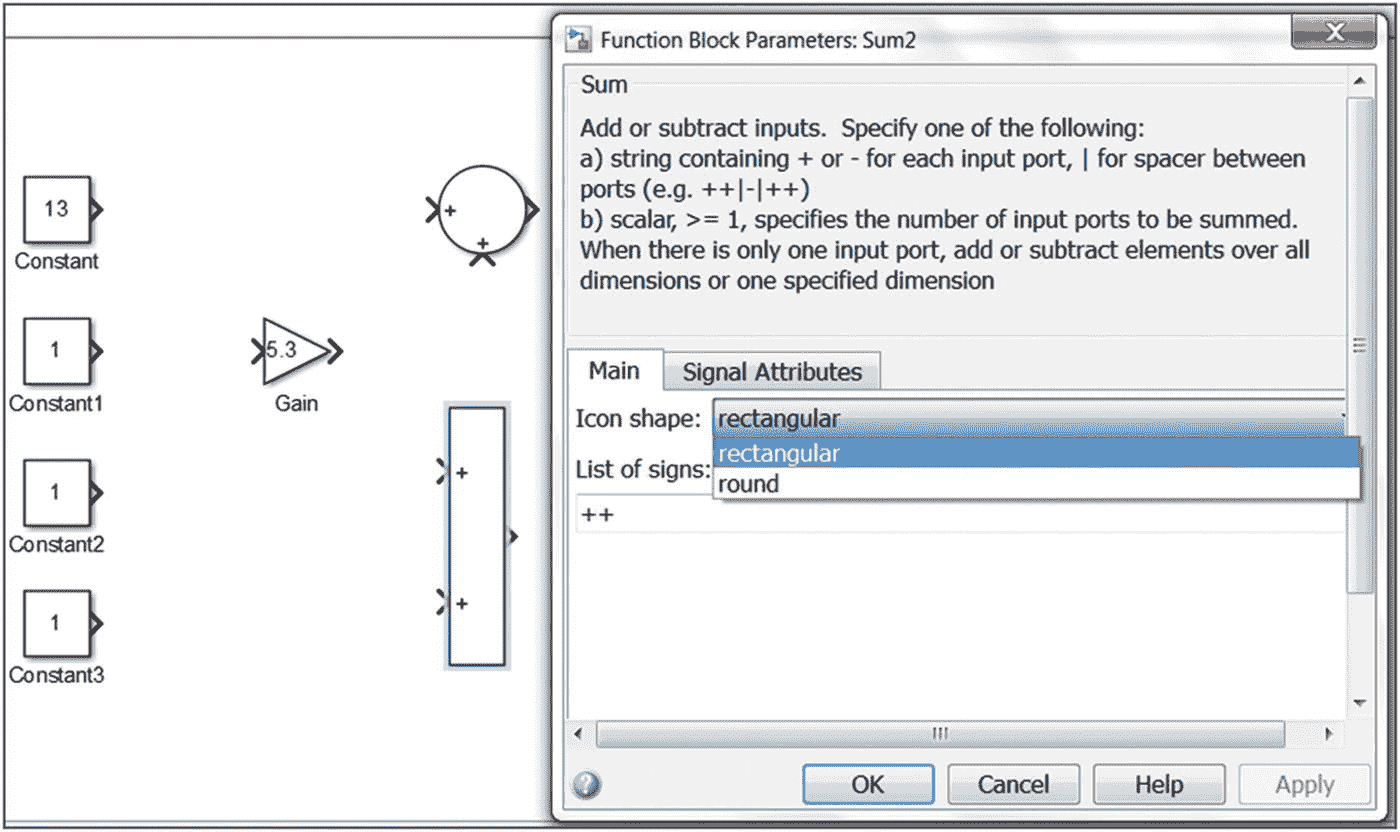 13
Constant
1
Constant1
1
Constant2
1
Constant3
5.3
Gain
+
+
+
+
Function Block Parameters: Sum2
Sum
Add or subtract inputs.  Specify one of the following:
a) string containing + or - for each input port, | for spacer between
ports (e.g. ++|-|++)
b) scalar, >= 1, specifies the number of input ports to be summed.
When there is only one input port, add or subtract elements over all
dimensions or one specified dimension
Main
Signal Attributes
Icon shape: rectangular
rectangular
List of signs:
round
++
OK
Cancel
Help
Apply